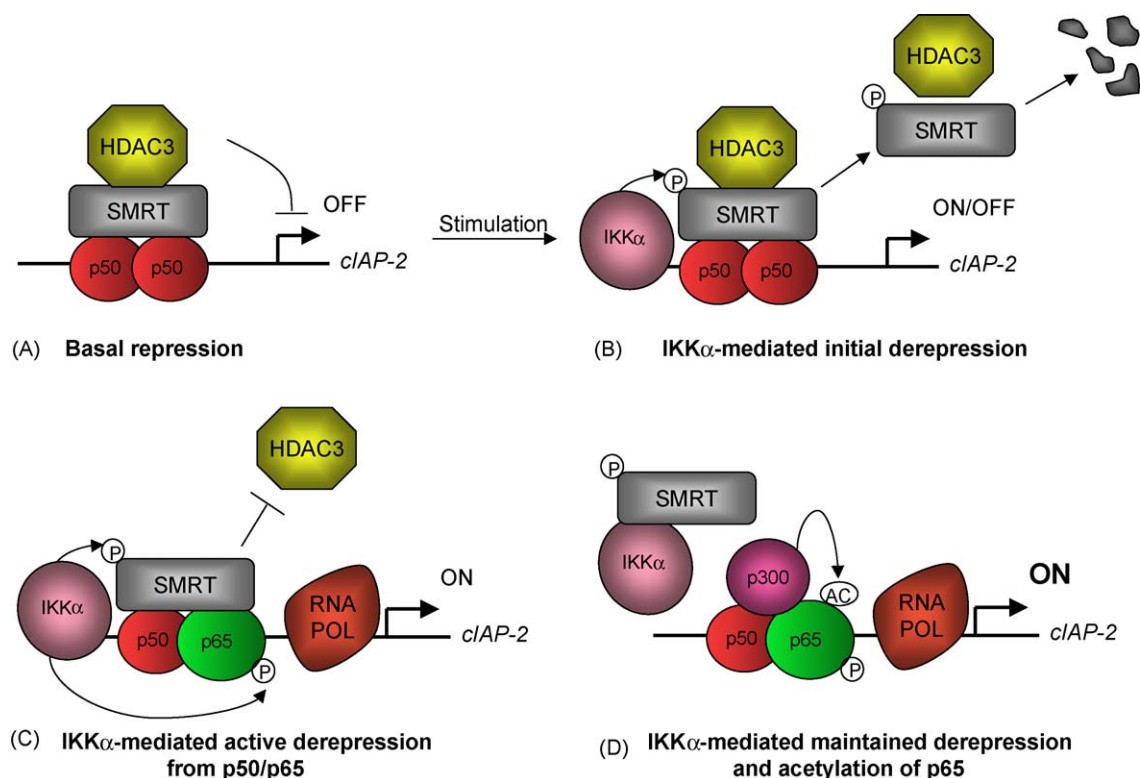 HDAC3
SMRT
p50 p50
OFF
cIAP-2
(A) Basal repression
Stimulation
HDAC3
P
SMRT
HDAC3
P
SMRT
IKKα
p50 p50
ON/OFF
cIAP-2
(B) IKKα-mediated initial derepression
HDAC3
P
SMRT
IKKα
p50 p65
P
RNA
POL
ON
cIAP-2
(C) IKKα-mediated active derepression
from p50/p65
P
SMRT
IKKα
p300
AC
p50 p65
P
RNA
POL
ON
cIAP-2
(D) IKKα-mediated maintained derepression
and acetylation of p65